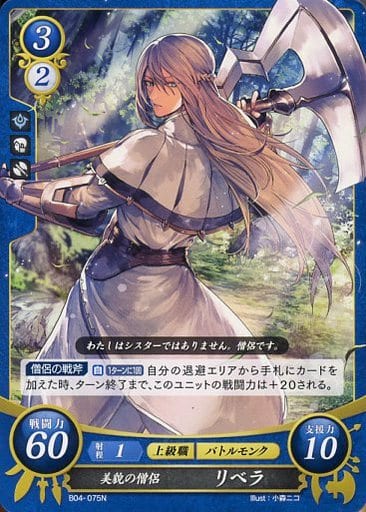 3
2
わたしはシスターではありません。僧侶です。
僧侶の戦斧 自 1ターンに1回 自分の退避エリアから手札にカードを
加えた時、ターン終了まで、このユニットの戦闘力は＋20される。
戦闘力
60
射程
1
上級職
バトルモンク
支援力
10
美貌の僧侶
リベラ
B04-075N
Illust：小森ニコ